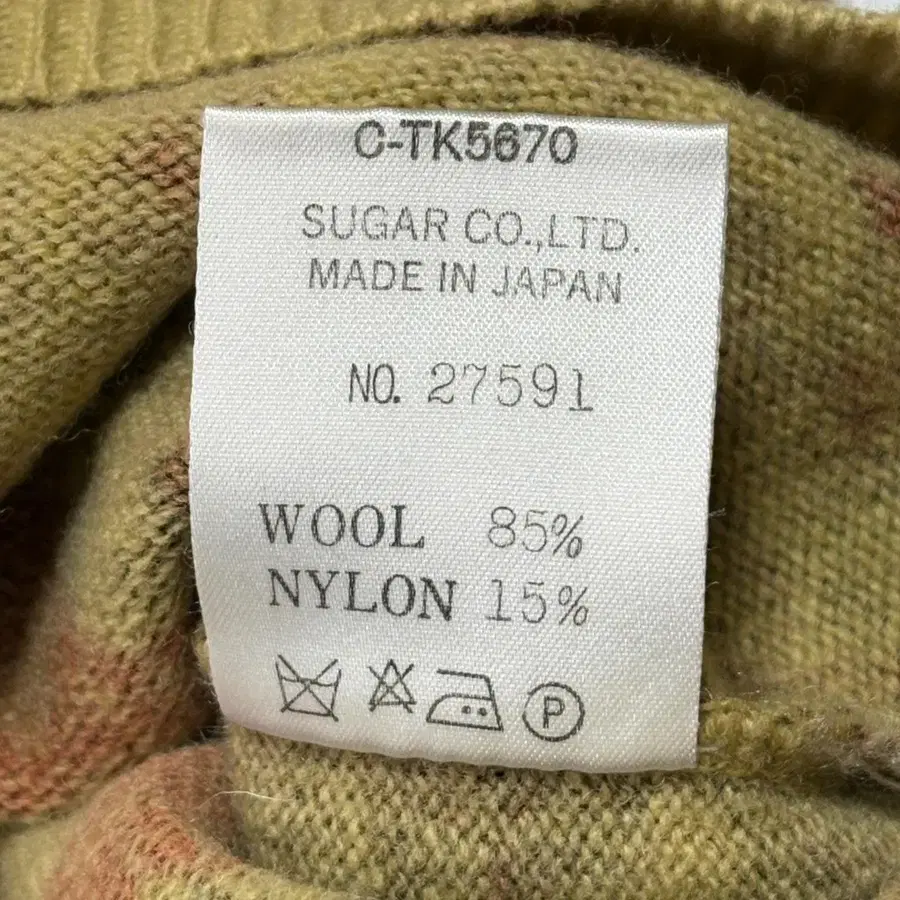 C-TK5670
SUGAR CO.,LTD.
MADE IN JAPAN
NO. 27591
WOOL 85%
NYLON 15%
P